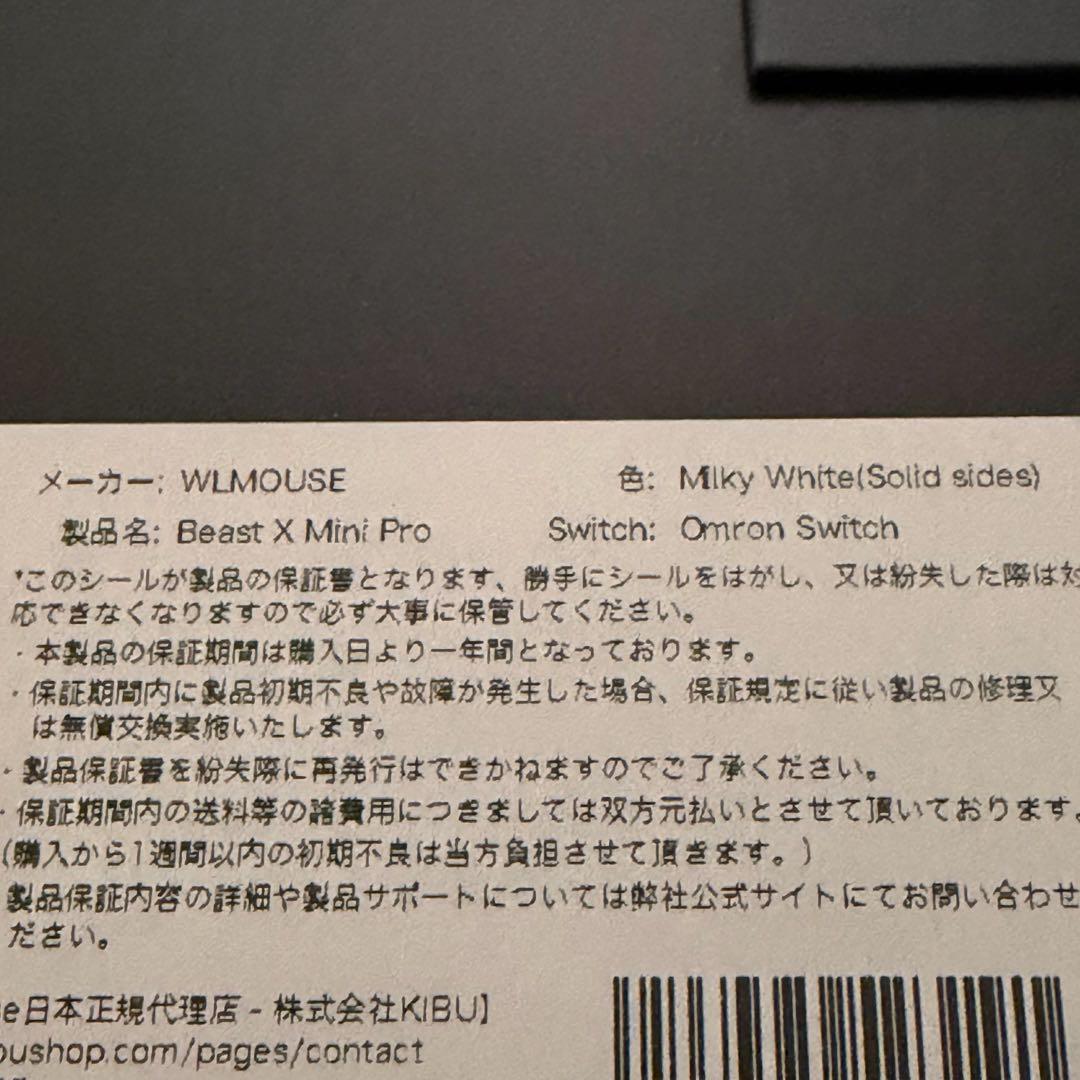 メーカー: WLMOUSE 色: Milky White(Solid sides)
製品名: Beast X Mini Pro Switch: Omron Switch
*このシールが製品の保証書となります、勝手にシールをはがし、又は紛失した際は対
応できなくなりますので必ず大事に保管してください。
・本製品の保証期間は購入日より一年間となっております。
・保証期間内に製品初期不良や故障が発生した場合、保証規定に従い製品の修理又
は無償交換実施いたします。
・製品保証書を紛失際に再発行はできかねますのでご了承ください。
・保証期間内の送料等の諸費用につきましては双方元払いとさせて頂いております。
(購入から1週間以内の初期不良は当方負担させて頂きます。)
製品保証内容の詳細や製品サポートについては弊社公式サイトにてお問い合わせ
ださい。
e日本正規代理店 - 株式会社KIBU】
bushop.com/pages/contact